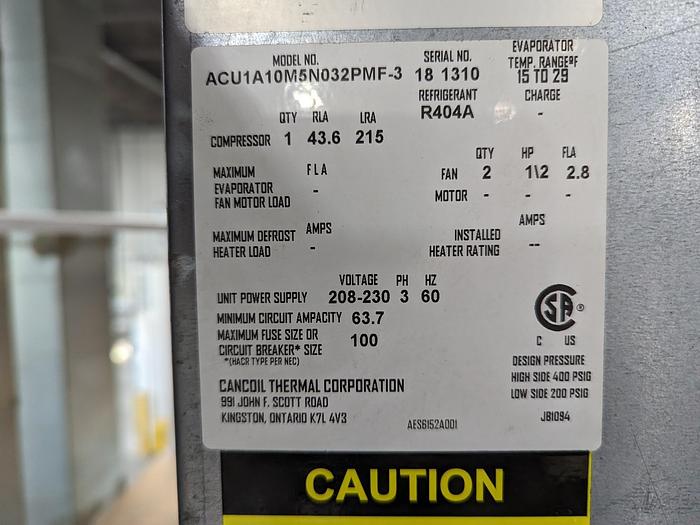 MODEL NO. SERIAL NO. EVAPORATOR TEMP. RANGE°F
ACU1A10M5N032PMF-3 18 1310 15 TO 29
REFRIGERANT CHARGE
R404A -
QTY RLA LRA
COMPRESSOR 1 43.6 215
QTY HP FLA
MAXIMUM FLA FAN 2 1\2 2.8
EVAPORATOR -
FAN MOTOR LOAD MOTOR - - -
AMPS AMPS
MAXIMUM DEFROST INSTALLED
HEATER LOAD - HEATER RATING --
VOLTAGE PH HZ
UNIT POWER SUPPLY 208-230 3 60
MINIMUM CIRCUIT AMPACITY 63.7
MAXIMUM FUSE SIZE OR 100
CIRCUIT BREAKER* SIZE
*(HACR TYPE PER NEC)
CSA ®
C US
DESIGN PRESSURE
HIGH SIDE 400 PSIG
LOW SIDE 200 PSIG
CANCOIL THERMAL CORPORATION
991 JOHN F. SCOTT ROAD
KINGSTON, ONTARIO K7L 4V3
AES6152A001
JB1094
CAUTION